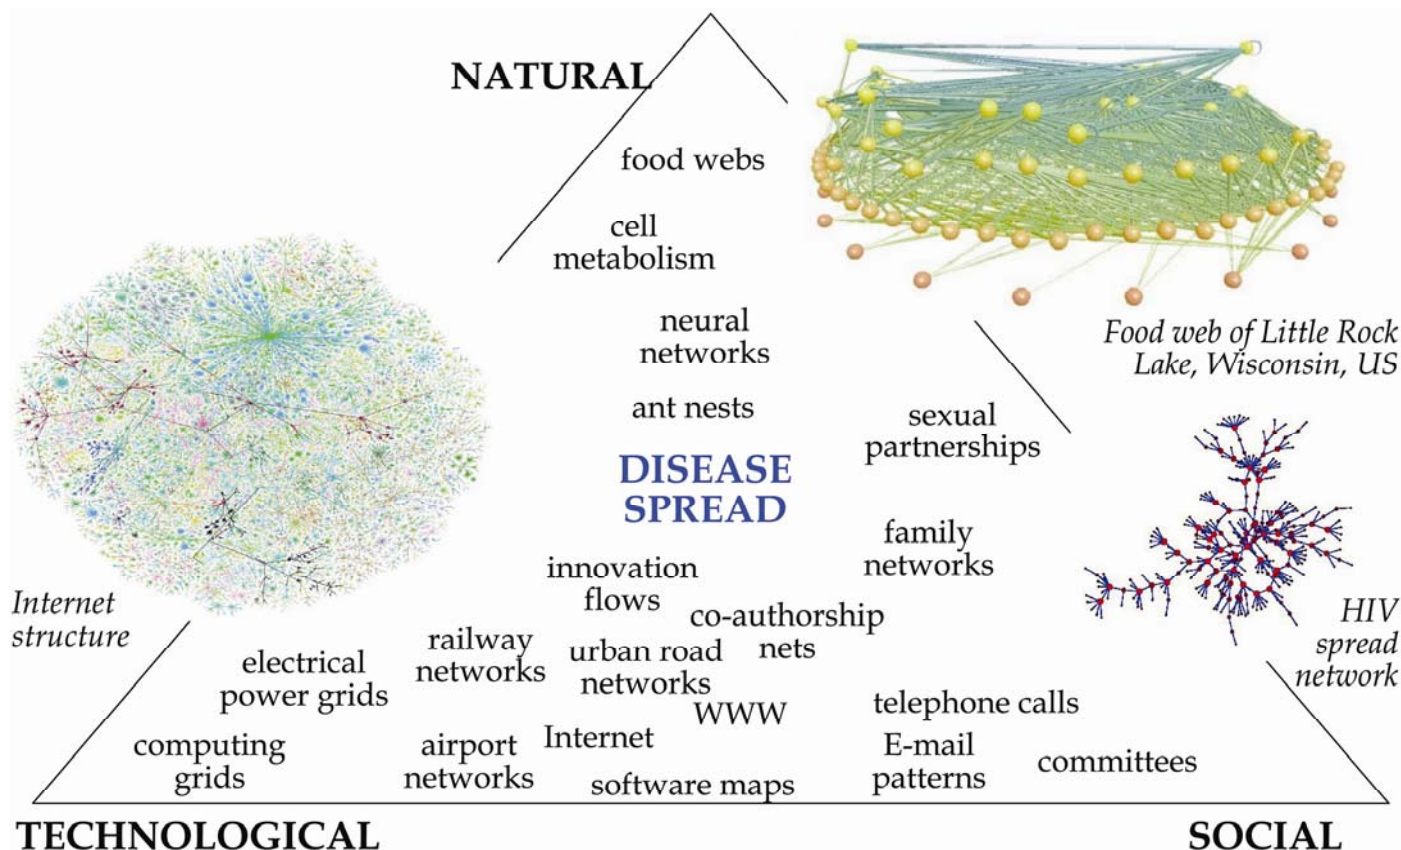 NATURAL
food webs
cell
metabolism
neural
networks
Food web of Little Rock
Lake, Wisconsin, US
ant nests
sexual
partnerships
DISEASE
SPREAD
family
networks
innovation
flows
Internet
structure
co-authorship
nets
HIV
spread
network
railway
networks
urban road
networks
electrical
power grids
WWW
telephone calls
computing
grids
airport
networks
Internet
E-mail
patterns
committees
software maps
TECHNOLOGICAL
SOCIAL